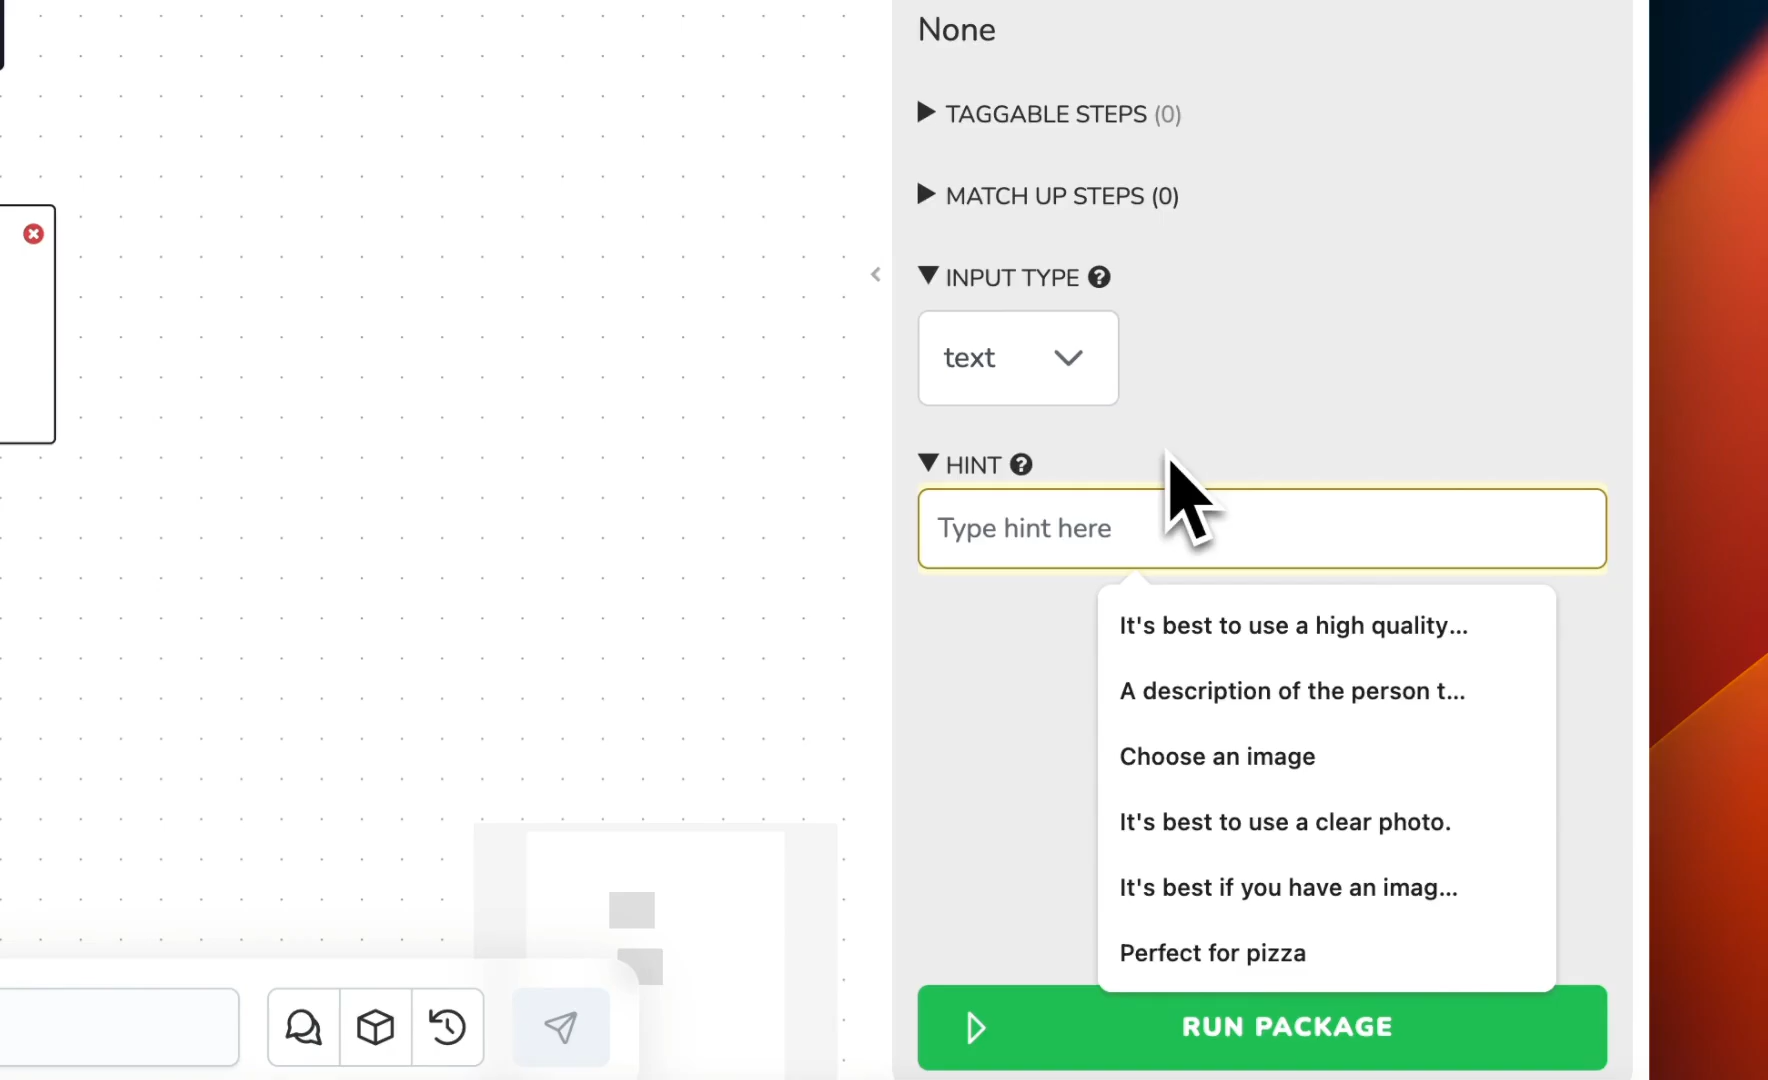 None
TAGGABLE STEPS (0)
MATCH UP STEPS (0)
INPUT TYPE
text
HINT
Type hint here
It's best to use a high quality...
A description of the person t...
Choose an image
It's best to use a clear photo.
It's best if you have an imag...
Perfect for pizza
RUN PACKAGE